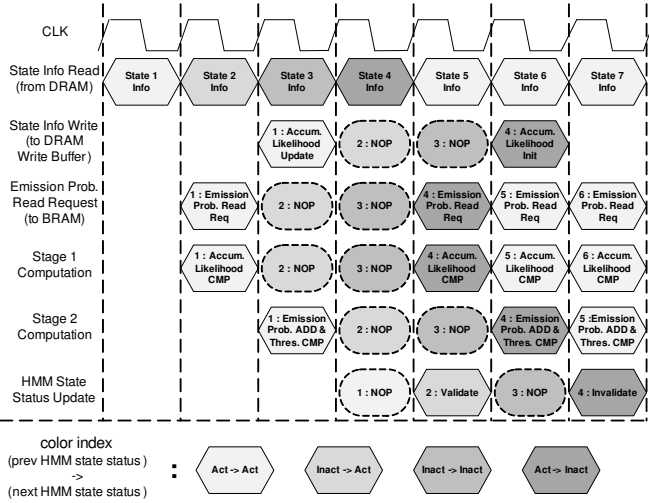 CLK
State Info Read
(from DRAM)
State 1
Info
State 2
Info
State 3
Info
State 4
Info
State 5
Info
State 6
Info
State 7
Info
State Info Write
(to DRAM
Write Buffer)
1 : Accum.
Likelihood
Update
2 : NOP
3 : NOP
4 : Accum.
Likelihood
Init
Emission Prob.
Read Request
(to BRAM)
1 : Emission
Prob. Read
Req
2 : NOP
3 : NOP
4 : Emission
Prob. Read
Req
5 : Emission
Prob. Read
Req
6 : Emission
Prob. Read
Req
Stage 1
Computation
1 : Accum.
Likelihood
CMP
2 : NOP
3 : NOP
4 : Accum.
Likelihood
CMP
5 : Accum.
Likelihood
CMP
6 : Accum.
Likelihood
CMP
Stage 2
Computation
1 : Emission
Prob. ADD &
Thres. CMP
2 : NOP
3 : NOP
4 : Emission
Prob. ADD &
Thres. CMP
5 :Emission
Prob. ADD &
Thres. CMP
HMM State
Status Update
1 : NOP
2 : Validate
3 : NOP
4 : Invalidate
color index
(prev HMM state status )
->
(next HMM state status )
:
Act -> Act
Inact -> Act
Inact -> Inact
Act -> Inact